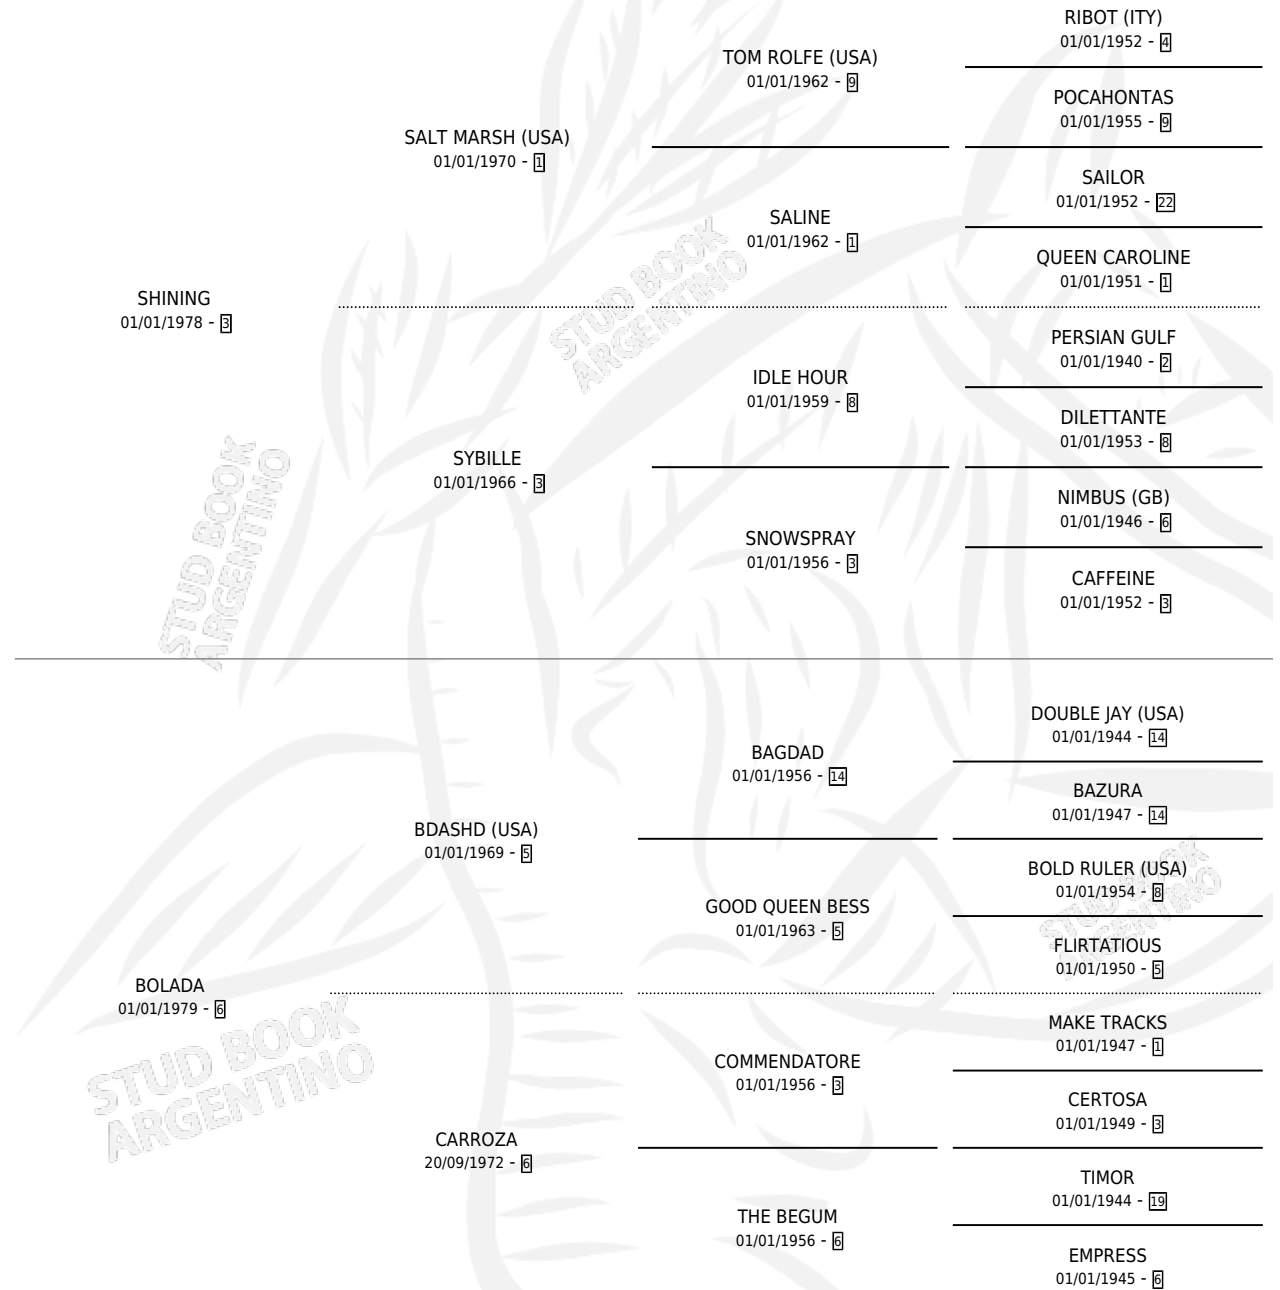 RIBOT (ITY)
01/01/1952 - 4
TOM ROLFE (USA)
01/01/1962 - 9
POCAHONTAS
01/01/1955 - 9
SALT MARSH (USA)
01/01/1970 - 1
SAILOR
01/01/1952 - 22
SALINE
01/01/1962 - 1
QUEEN CAROLINE
01/01/1951 - 1
SHINING
01/01/1978 - 3
PERSIAN GULF
01/01/1940 - 2
IDLE HOUR
01/01/1959 - 8
DILETTANTE
01/01/1953 - 8
SYBILLE
01/01/1966 - 3
NIMBUS (GB)
01/01/1946 - 6
SNOWSPRAY
01/01/1956 - 3
CAFFEINE
01/01/1952 - 3
DOUBLE JAY (USA)
01/01/1944 - 14
BAGDAD
01/01/1956 - 14
BAZURA
01/01/1947 - 14
BDASHD (USA)
01/01/1969 - 5
BOLD RULER (USA)
01/01/1954 - 8
GOOD QUEEN BESS
01/01/1963 - 5
FLIRTATIOUS
01/01/1950 - 5
BOLADA
01/01/1979 - 6
MAKE TRACKS
01/01/1947 - 1
COMMENDATORE
01/01/1956 - 3
CERTOSA
01/01/1949 - 3
CARROZA
20/09/1972 - 6
TIMOR
01/01/1944 - 19
THE BEGUM
01/01/1956 - 6
EMPRESS
01/01/1945 - 6
STUD BOOK
ARGENTINO
STUD BOOK
ARGENTINO
STUD BOOK
ARGENTINO
STUD BOOK
ARGENTINO